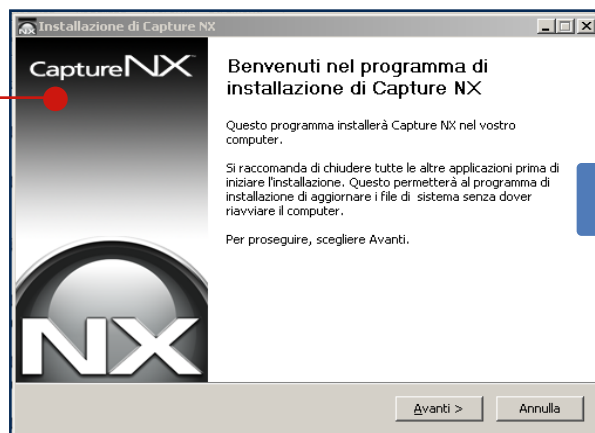 Installazione di Capture NX
Capture NX
Benvenuti nel programma di
installazione di Capture NX
Questo programma installerà Capture NX nel vostro
computer.
Si raccomanda di chiudere tutte le altre applicazioni prima di
iniziare l'installazione. Questo permetterà al programma di
installazione di aggiornare i file di sistema senza dover
riavviare il computer.
Per proseguire, scegliere Avanti.
NX
Avanti >
Annulla